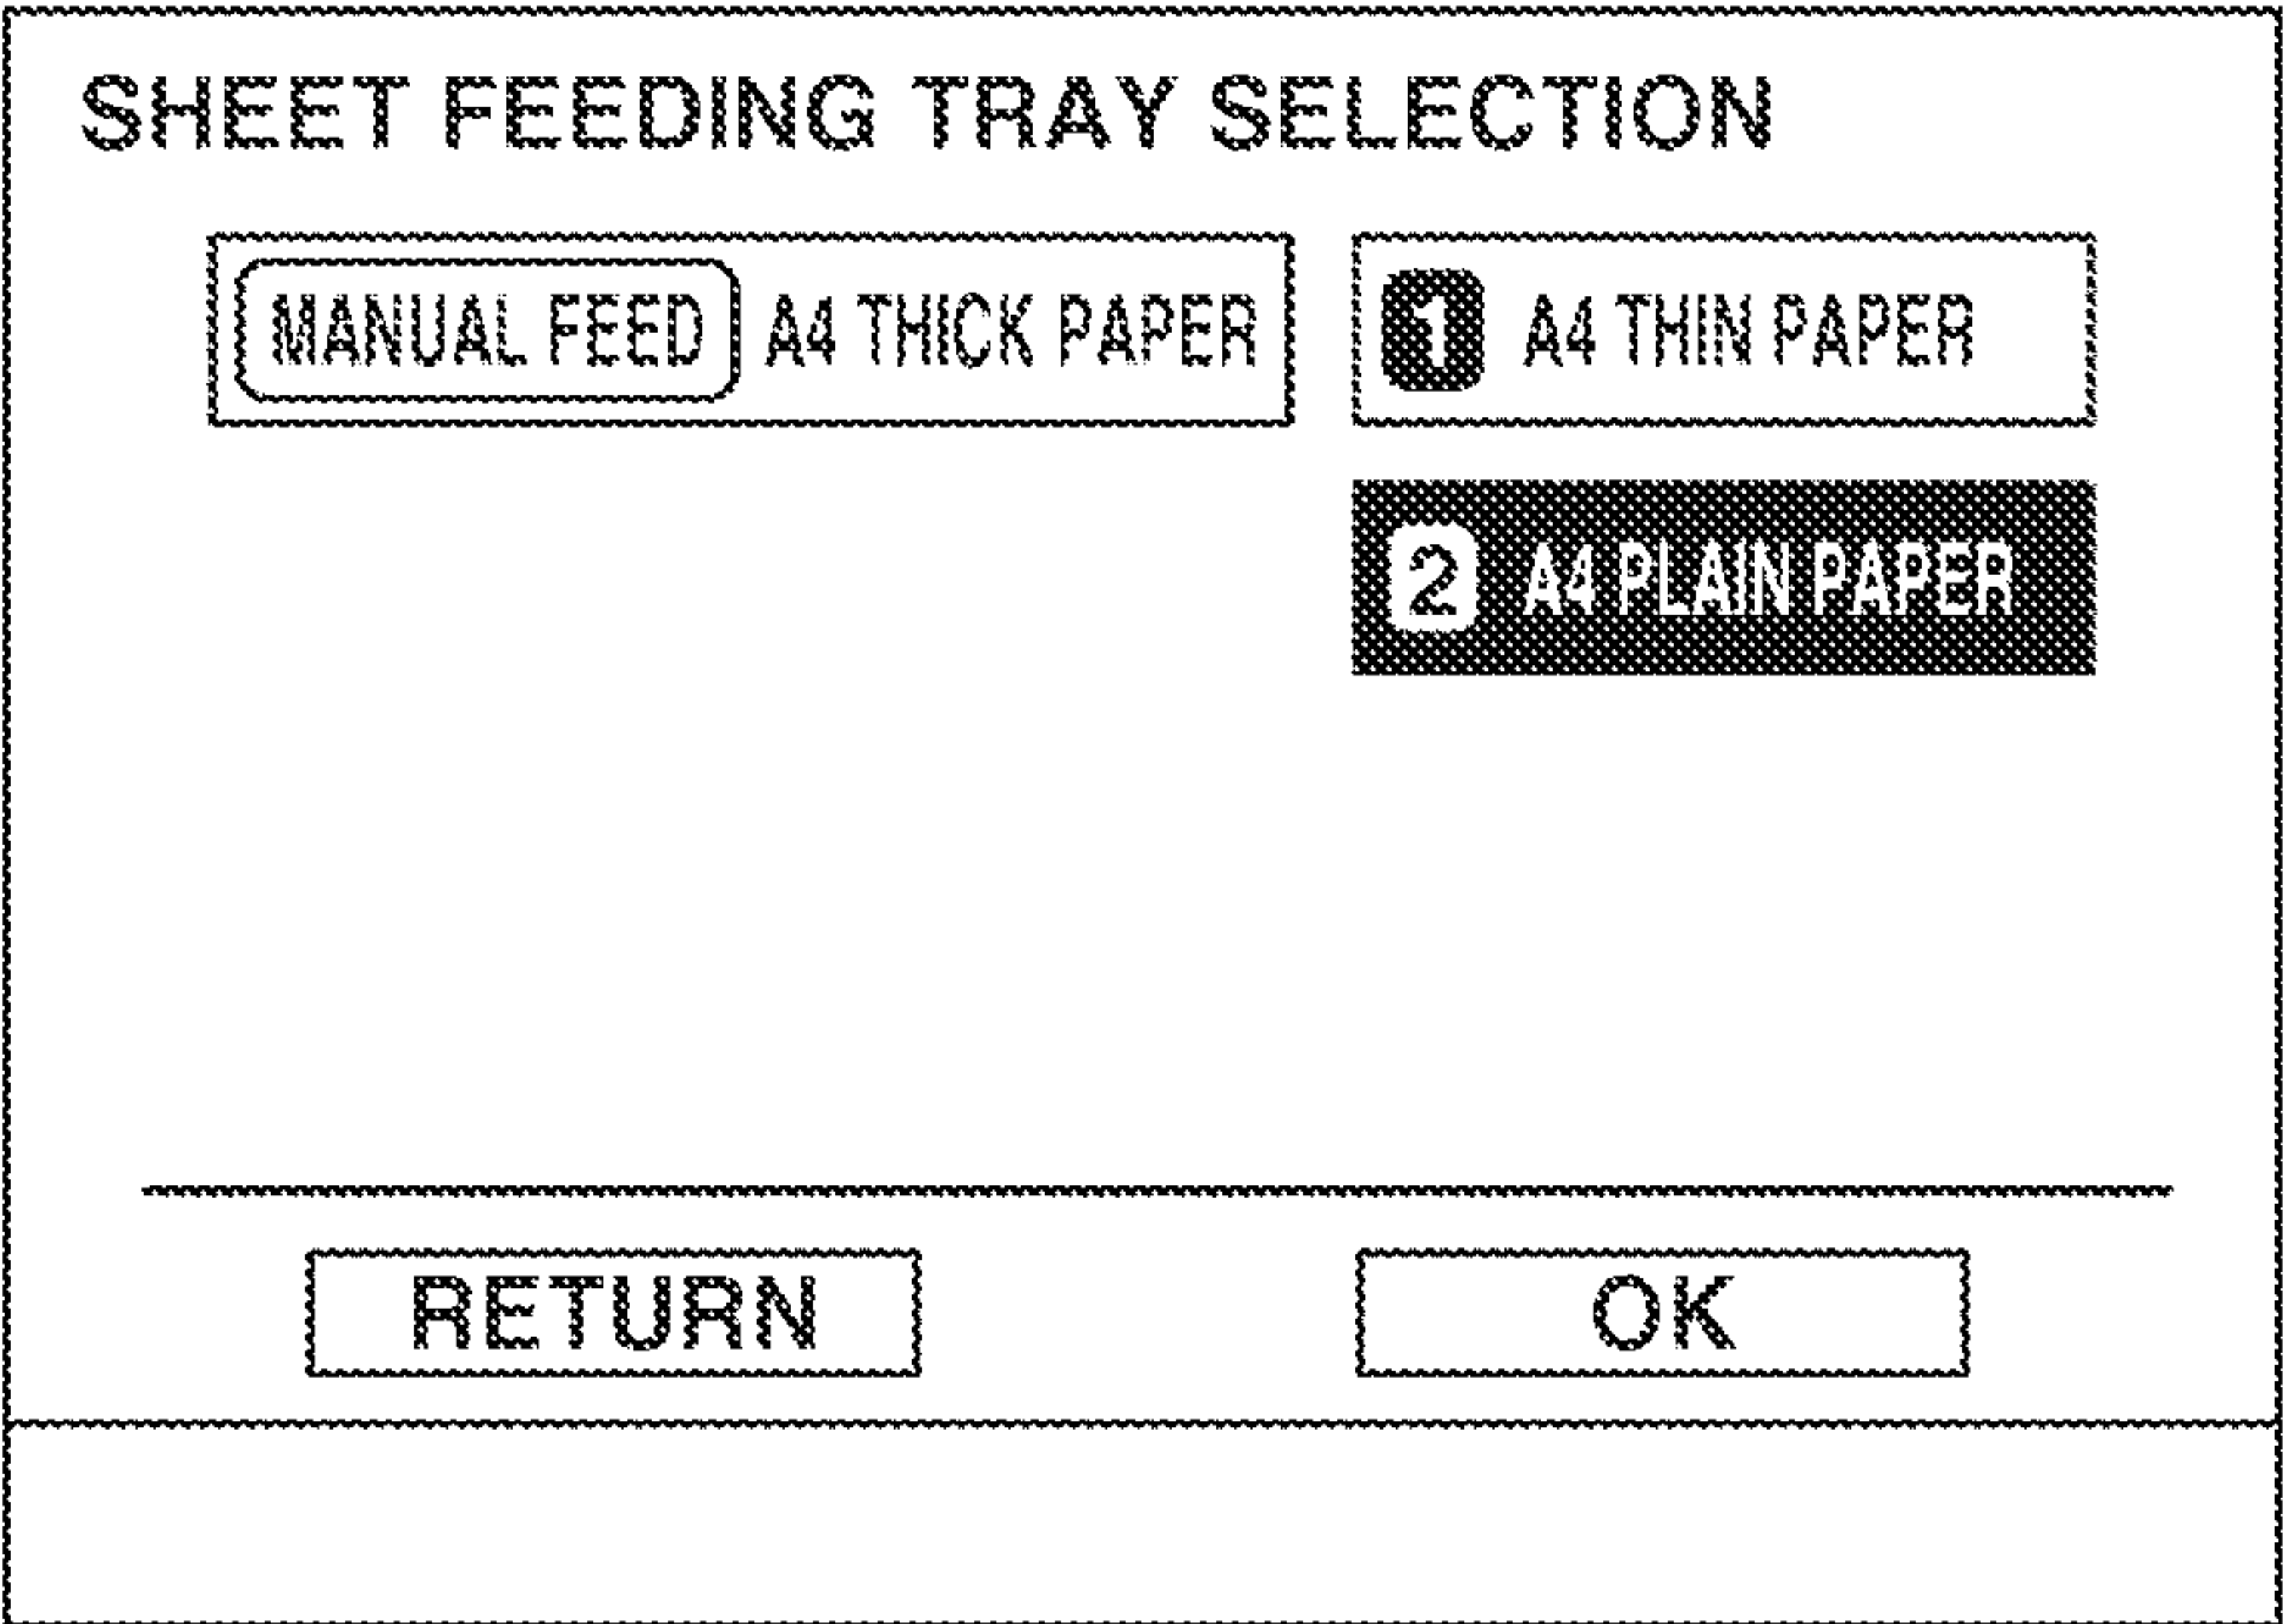 SHEET FEEDING TRAY SELECTION
MANUAL FEED A4 THICK PAPER
1 A4 THIN PAPER
2 A4 PLAIN PAPER
RETURN
OK